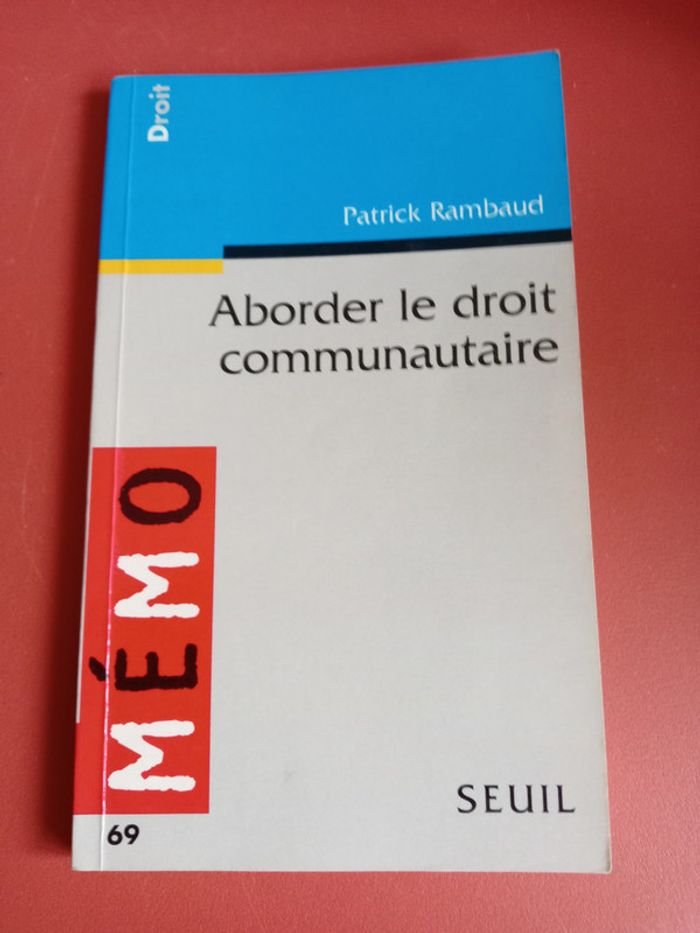 Droit
Patrick Rambaud
Aborder le droit
communautaire
MÉMO
SEUIL
69